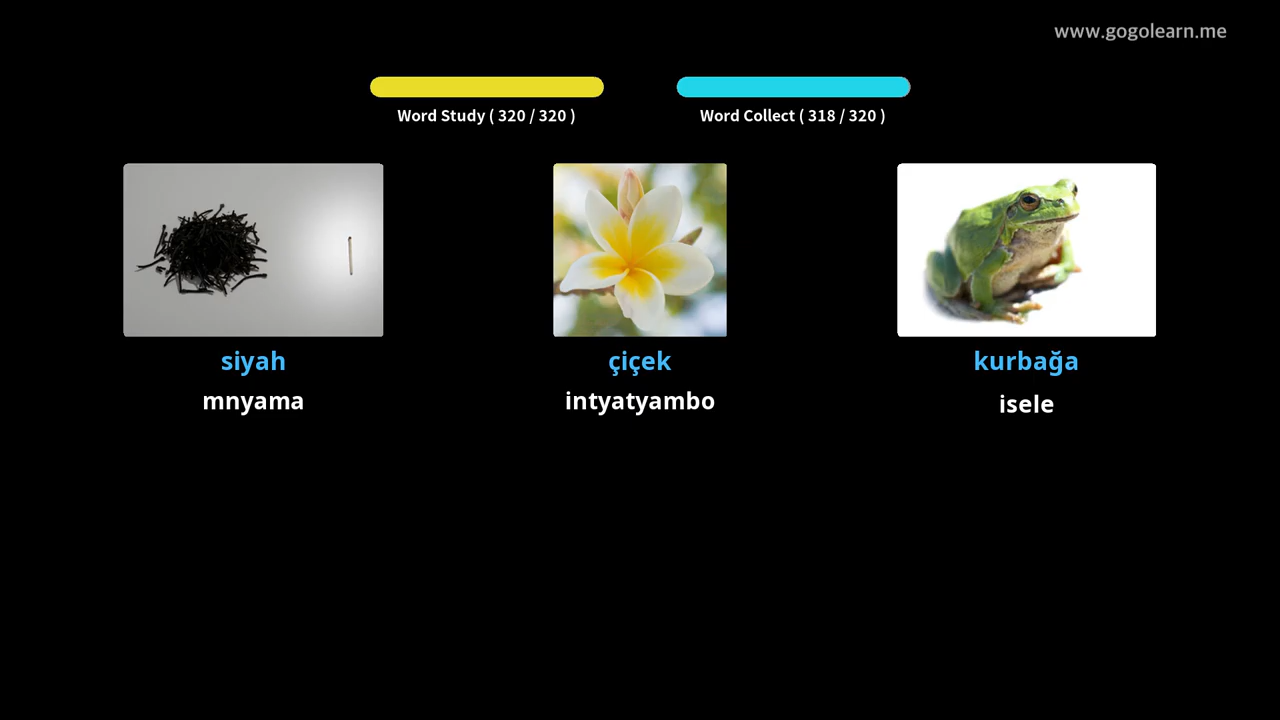 www.gogolearn.me
Word Study ( 320 / 320 )
Word Collect ( 318 / 320 )
siyah
mnyama
çiçek
intyatyambo
kurbağa
isele